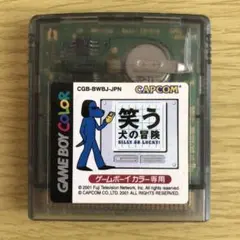 CGB-BWBJ-JPN
CAPCOM
GAME BOY COLOR
笑う
犬の冒険
SILLY GO LUCKY!
ゲームボイカラー専用
© 2001 Fuji Television Network, Inc. All Rights Reserved.
© CAPCOM CO., LTD. 2001 ALL RIGHTS RESERVED.